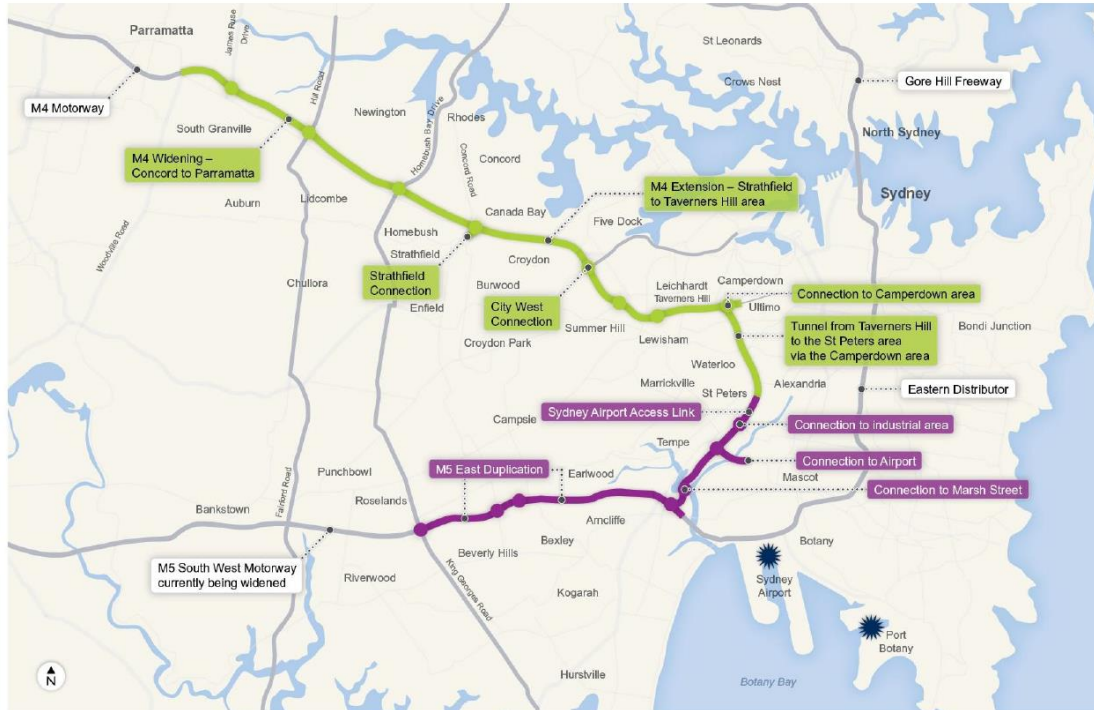 Parramatta
James Ruse
Drive
M4 Motorway
South Granville
M4 Widening –
Concord to Parramatta
Hill Road
Newington
Homebush Bay Drive
Rhodes
Concord Road
Concord
St Leonards
Crows Nest
Gore Hill Freeway
North Sydney
Sydney
Auburn
Lidcombe
Woodville Road
Canada Bay
Homebush
Strathfield
Strathfield
Connection
M4 Extension – Strathfield
to Taverners Hill area
Five Dock
Croydon
Burwood
Chullora
Enfield
City West
Connection
Croydon Park
Summer Hill
Leichhardt
Taverners Hill
Camperdown
Ultimo
Connection to Camperdown area
Lewisham
Tunnel from Taverners Hill
to the St Peters area
via the Camperdown area
Bondi Junction
Waterloo
Marrickville
St Peters
Alexandria
Eastern Distributor
Campsie
Sydney Airport Access Link
Connection to industrial area
Tempe
Connection to Airport
Mascot
Connection to Marsh Street
M5 East Duplication
Earlwood
Punchbowl
Roselands
Fairford Road
Bankstown
Arncliffe
Bexley
Beverly Hills
M5 South West Motorway
currently being widened
Riverwood
King Georges Road
Kogarah
Botany
Sydney
Airport
Port
Botany
Hurstville
Botany Bay
N